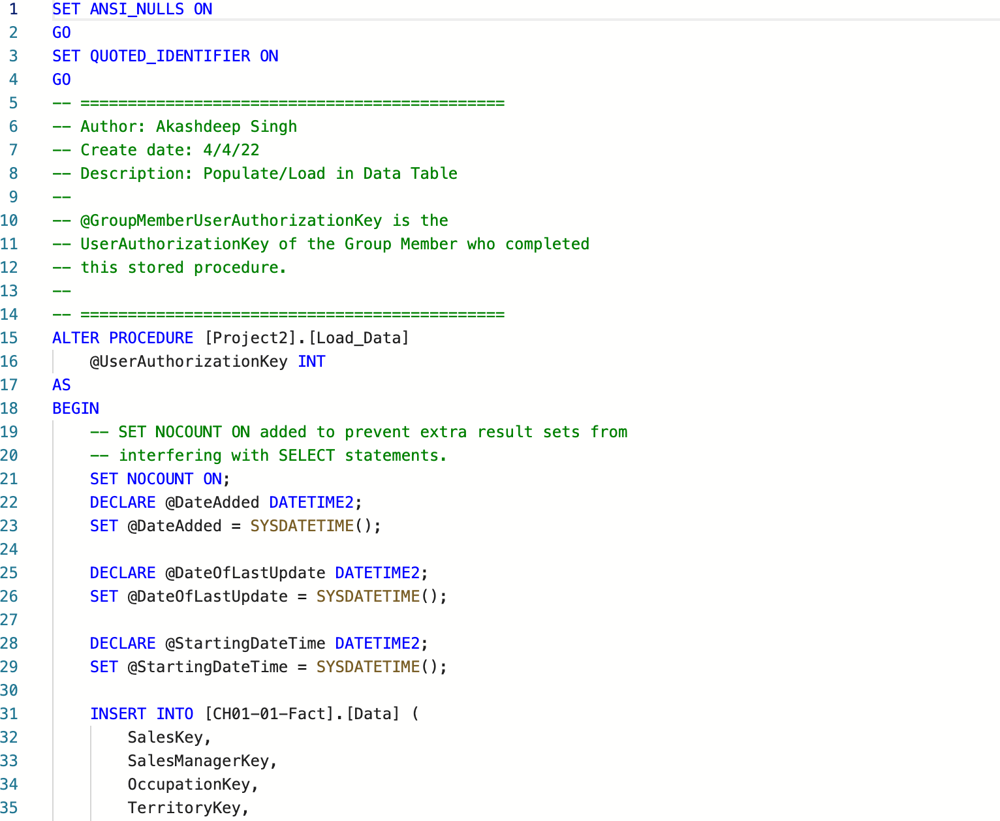 1 SET ANSI_NULLS ON
2 GO
3 SET QUOTED_IDENTIFIER ON
4 GO
5 -- =============================================
6 -- Author: Akashdeep Singh
7 -- Create date: 4/4/22
8 -- Description: Populate/Load in Data Table
9 --
10 -- @GroupMemberUserAuthorizationKey is the
11 -- UserAuthorizationKey of the Group Member who completed
12 -- this stored procedure.
13 --
14 -- =============================================
15 ALTER PROCEDURE [Project2].[Load_Data]
16     @UserAuthorizationKey INT
17 AS
18 BEGIN
19     -- SET NOCOUNT ON added to prevent extra result sets from
20     -- interfering with SELECT statements.
21     SET NOCOUNT ON;
22     DECLARE @DateAdded DATETIME2;
23     SET @DateAdded = SYSDATETIME();
24
25     DECLARE @DateOfLastUpdate DATETIME2;
26     SET @DateOfLastUpdate = SYSDATETIME();
27
28     DECLARE @StartingDateTime DATETIME2;
29     SET @StartingDateTime = SYSDATETIME();
30
31     INSERT INTO [CH01-01-Fact].[Data] (
32         SalesKey,
33         SalesManagerKey,
34         OccupationKey,
35         TerritoryKey,